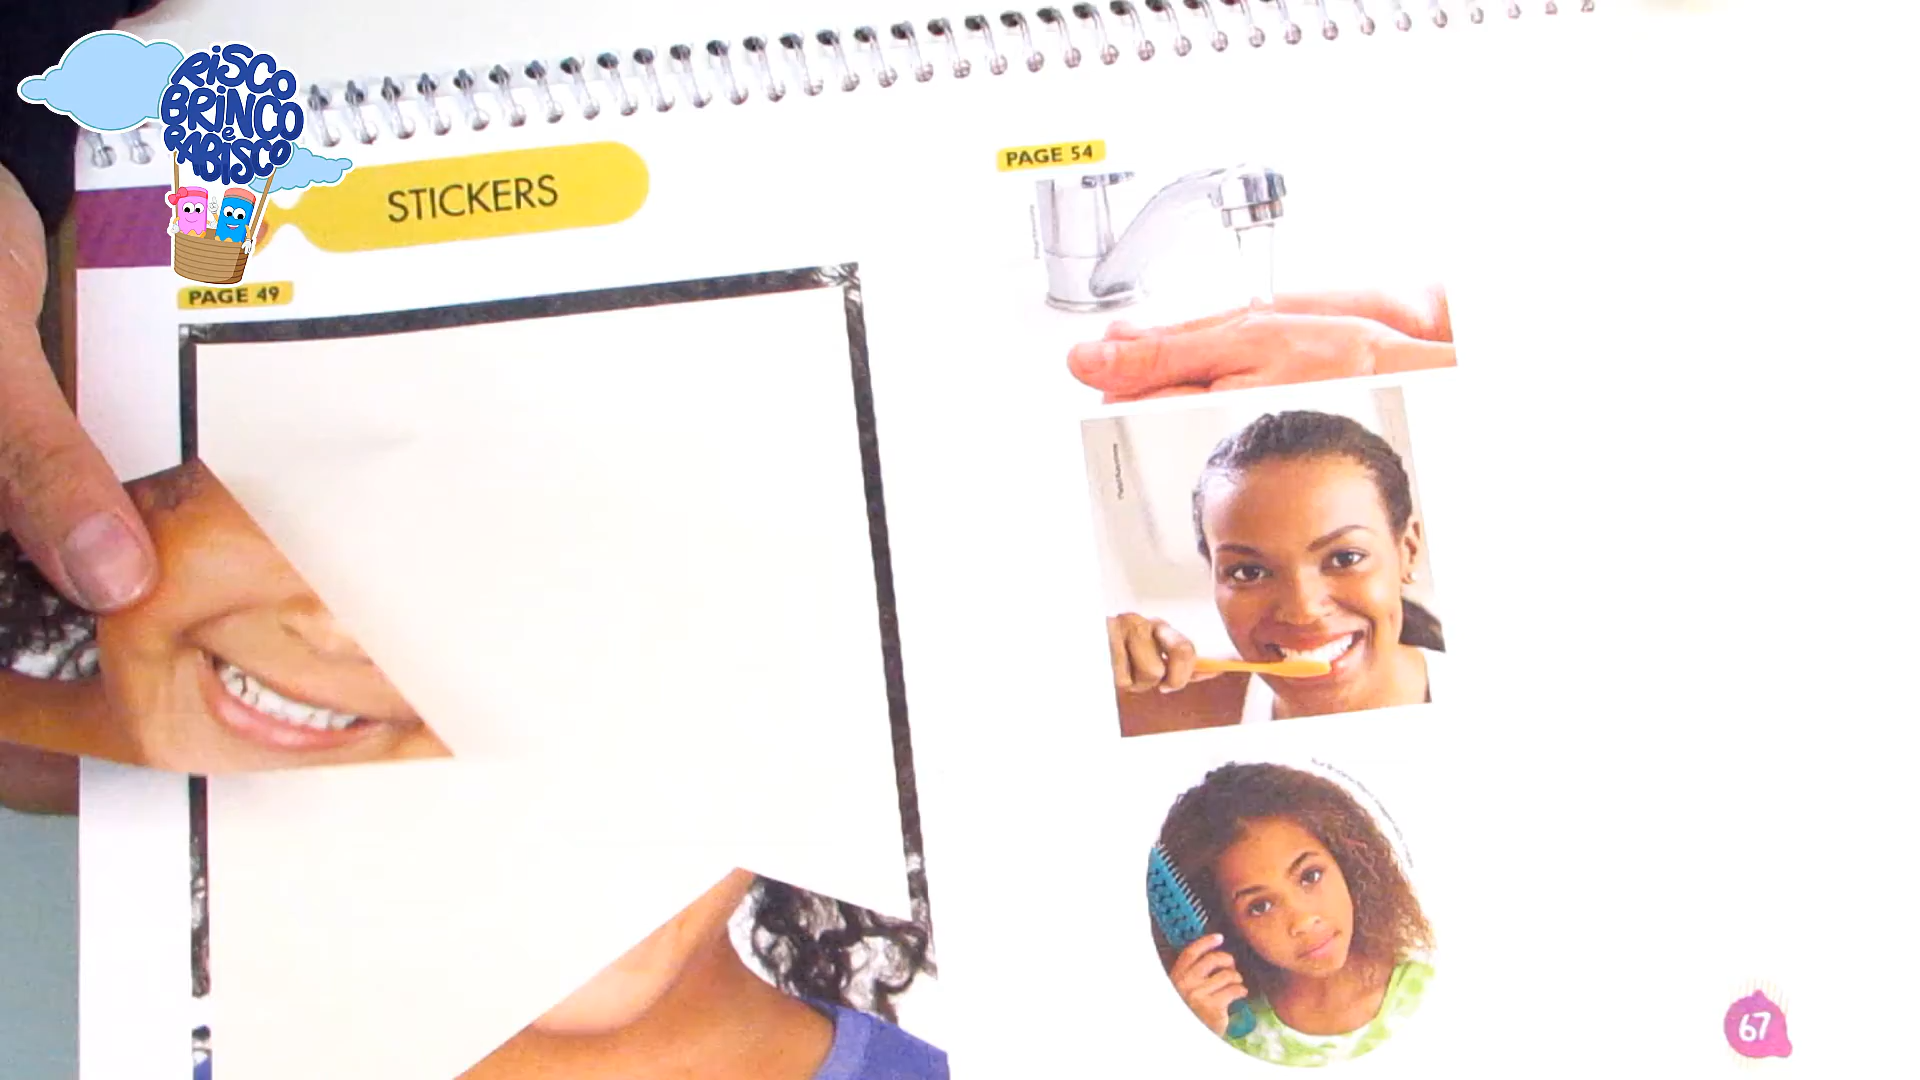 RISCO
BRINCO
e
RABISCO
STICKERS
PAGE 49
PAGE 54
67